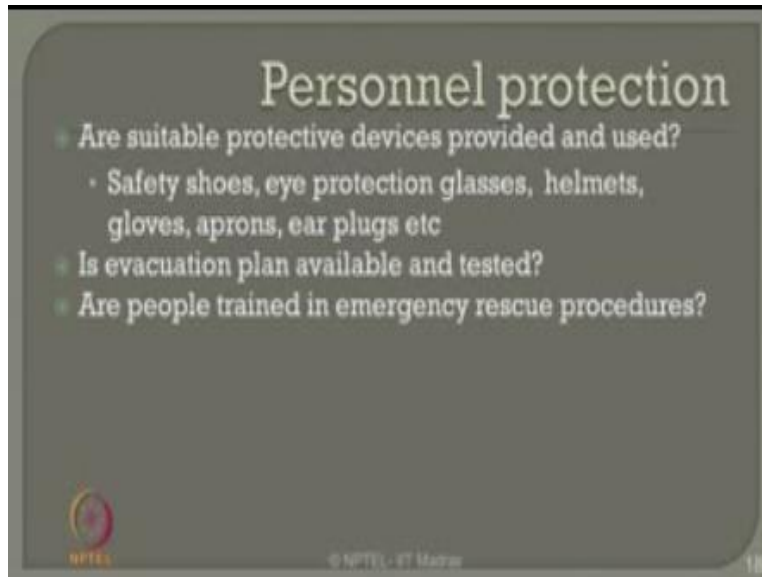 Personnel protection
Are suitable protective devices provided and used?
Safety shoes, eye protection glasses, helmets,
gloves, aprons, ear plugs etc
Is evacuation plan available and tested?
Are people trained in emergency rescue procedures?
NPTEL
© NPTEL - IIT Madras